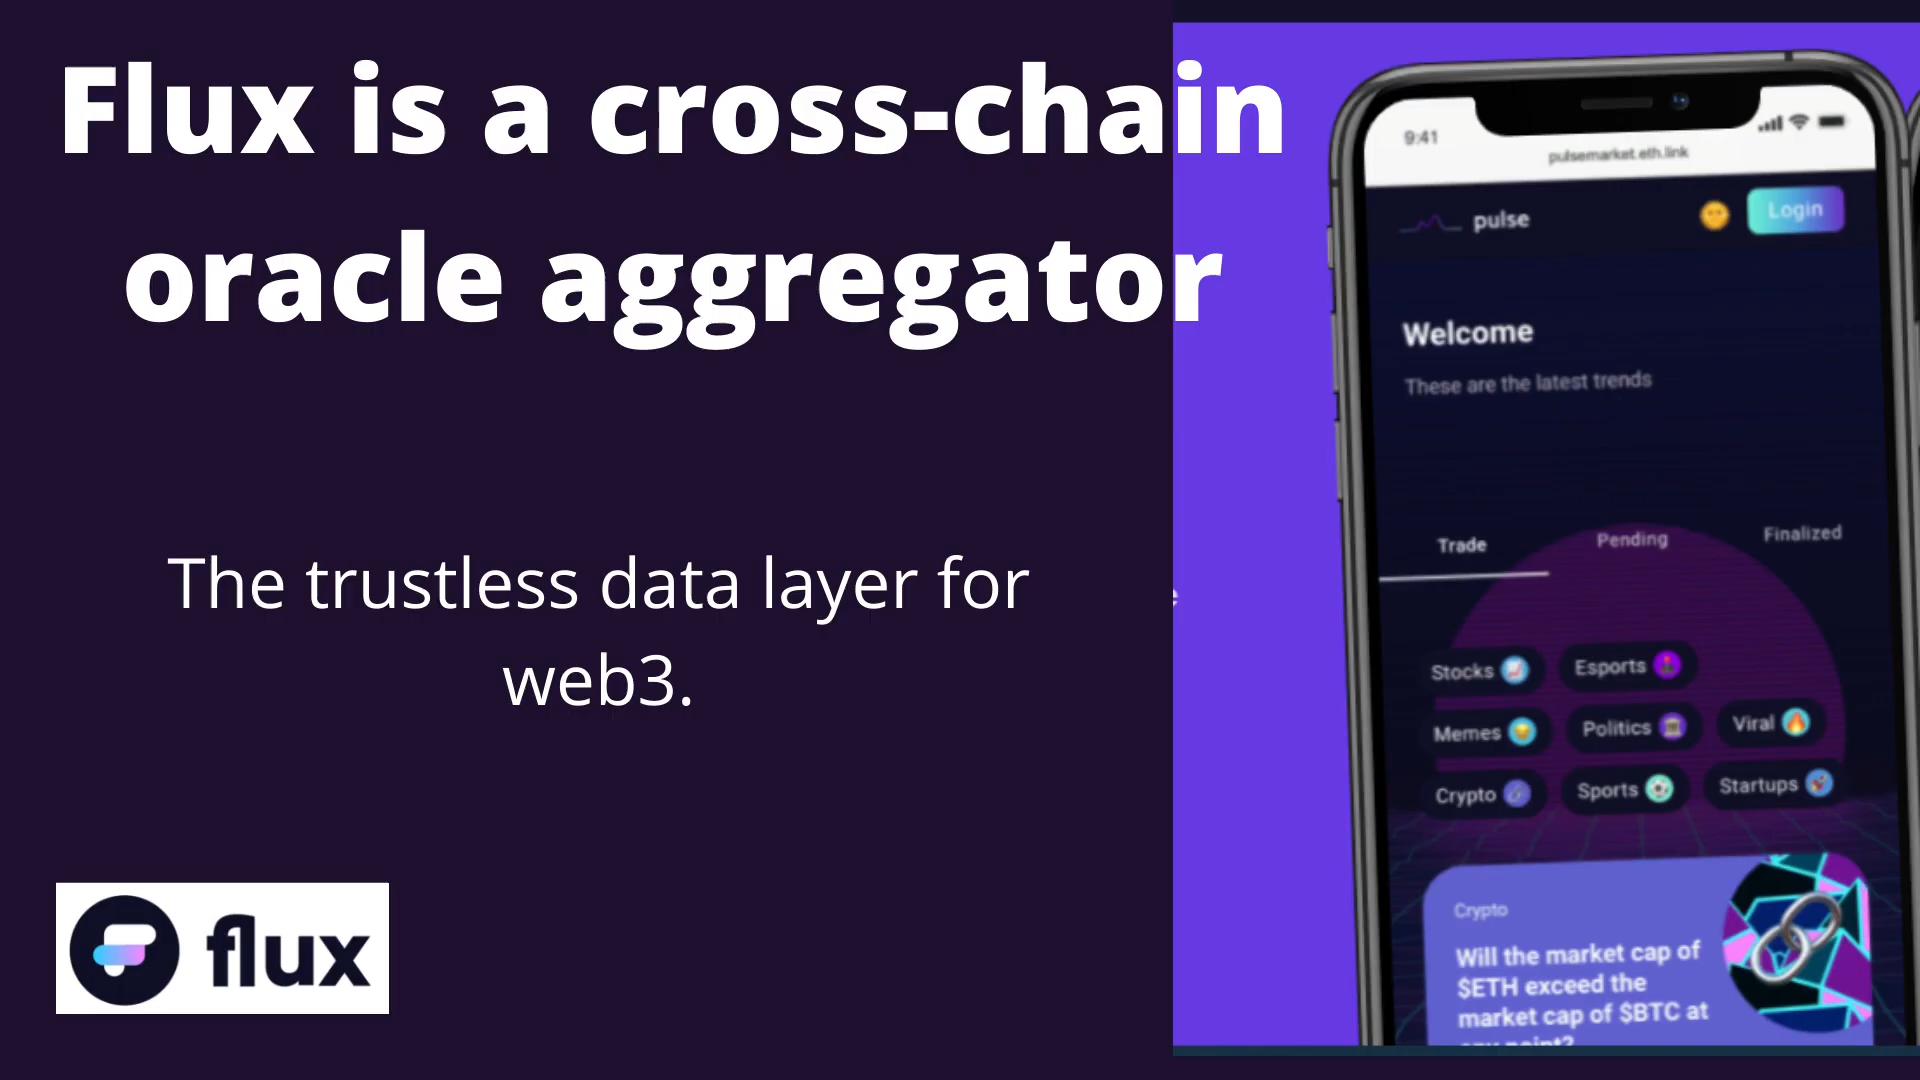 Flux is a cross-chain
oracle aggregator
The trustless data layer for
web3.
flux
9:41
pulsemarket.eth.link
pulse
Login
Welcome
These are the latest trends
Trade
Pending
Finalized
Stocks
Esports
Memes
Politics
Viral
Crypto
Sports
Startups
Crypto
Will the market cap of
$ETH exceed the
market cap of $BTC at
any point?